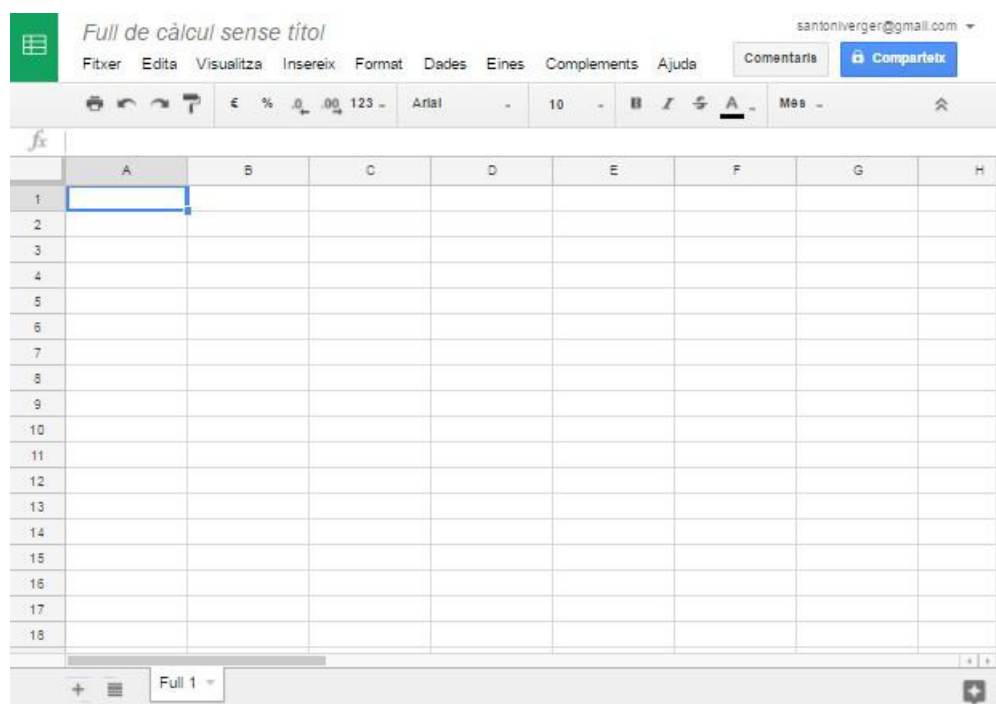 Full de càlcul sense títol
santoniverger@gmail.com
Fitxer Edita Visualitza Insereix Format Dades Eines Complements Ajuda
Comentaris Comparteix
€ % .0 .00 123 Arial 10 B I S A Més
fx
A B C D E F G H
1
2
3
4
5
6
7
8
9
10
11
12
13
14
15
16
17
18
+ Full 1